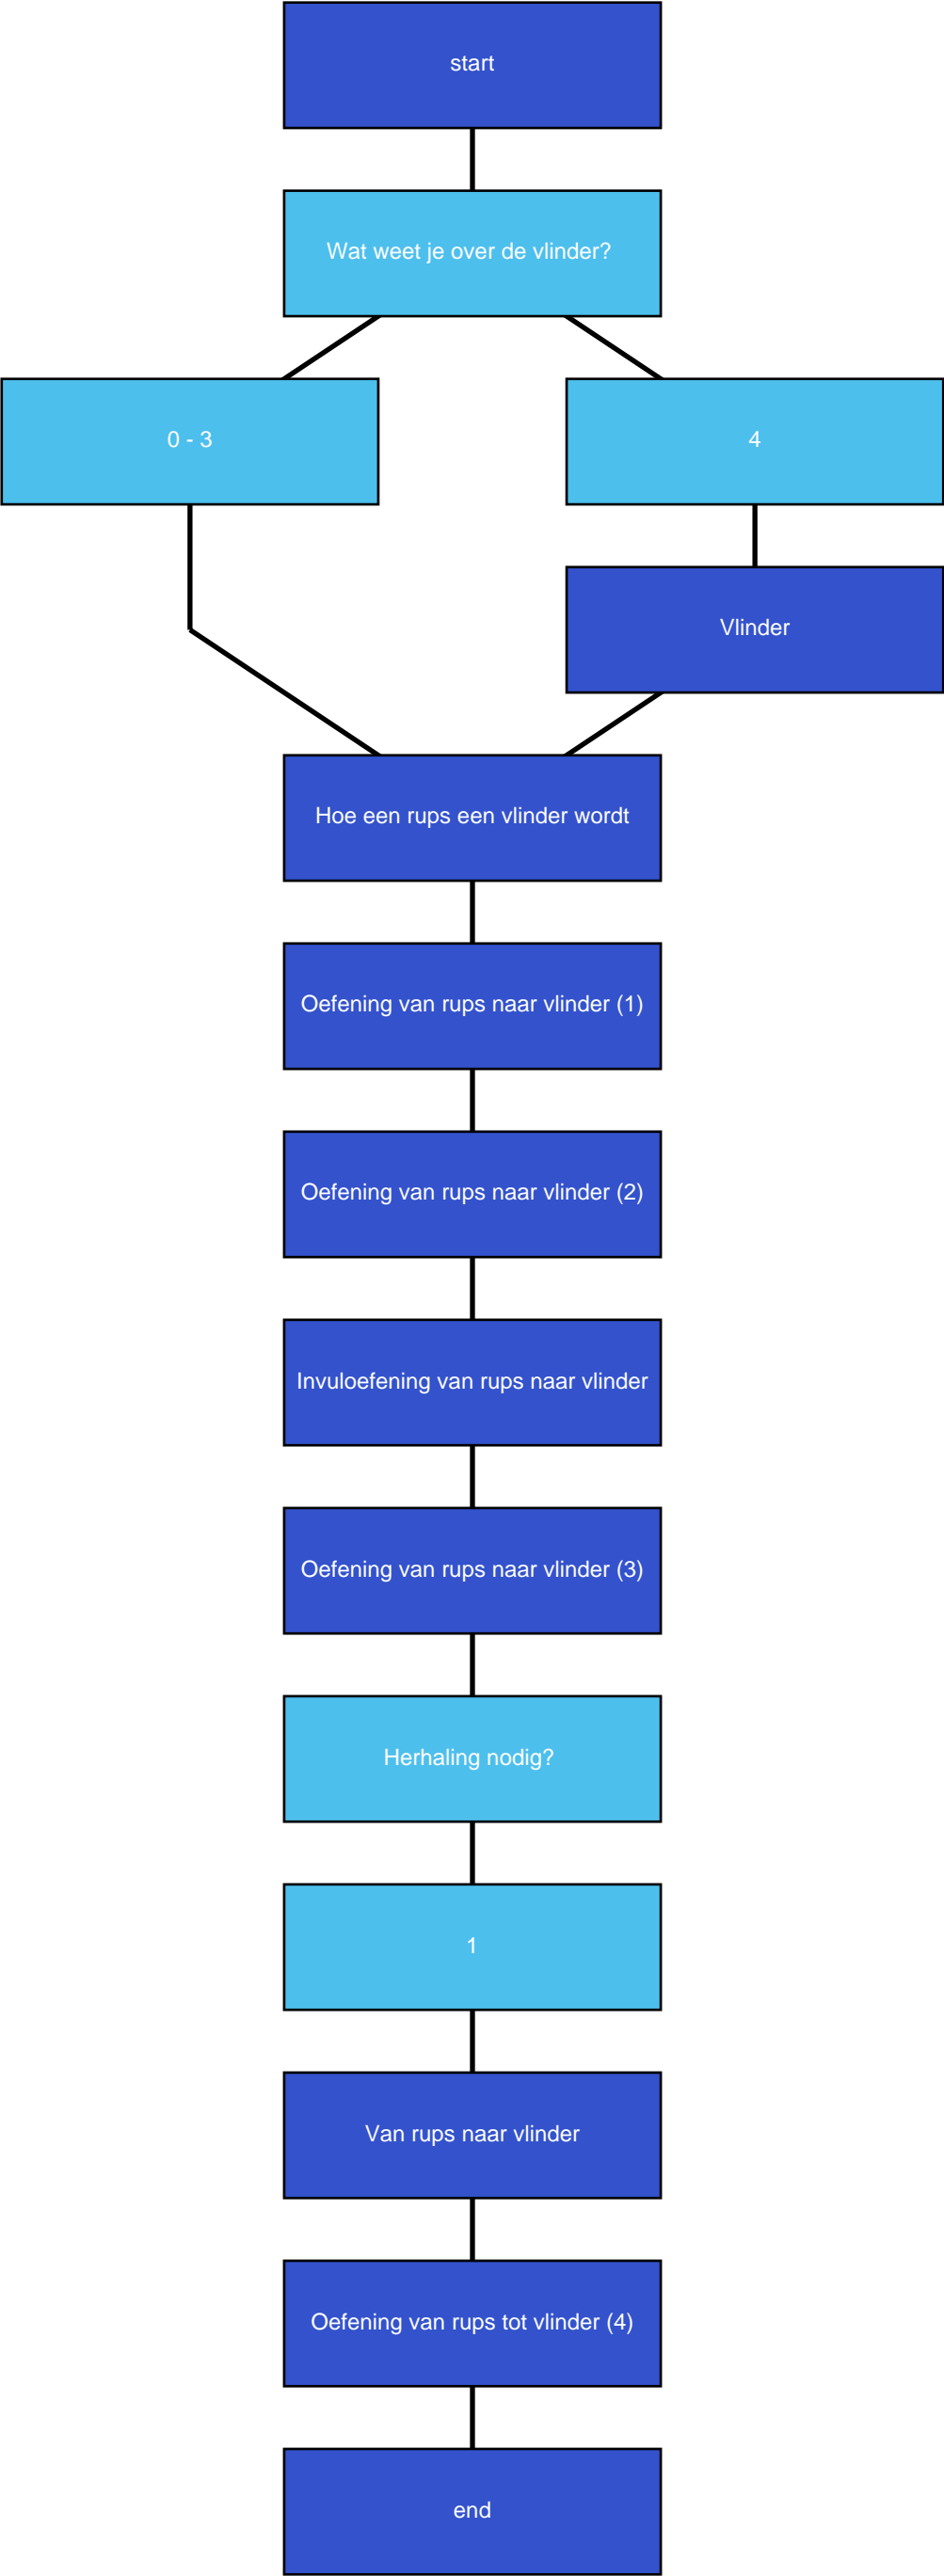 start
Wat weet je over de vlinder?
0 - 3
4
Vlinder
Hoe een rups een vlinder wordt
Oefening van rups naar vlinder (1)
Oefening van rups naar vlinder (2)
Invuloefening van rups naar vlinder
Oefening van rups naar vlinder (3)
Herhaling nodig?
1
Van rups naar vlinder
Oefening van rups tot vlinder (4)
end